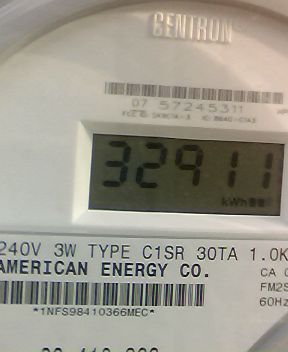 CENTRON
07 57245311
32911
kWh
240V 3W TYPE C1SR 30TA 1.0K
AMERICAN ENERGY CO.
CA
FM2S
60Hz
*1NFS98410366MEC*